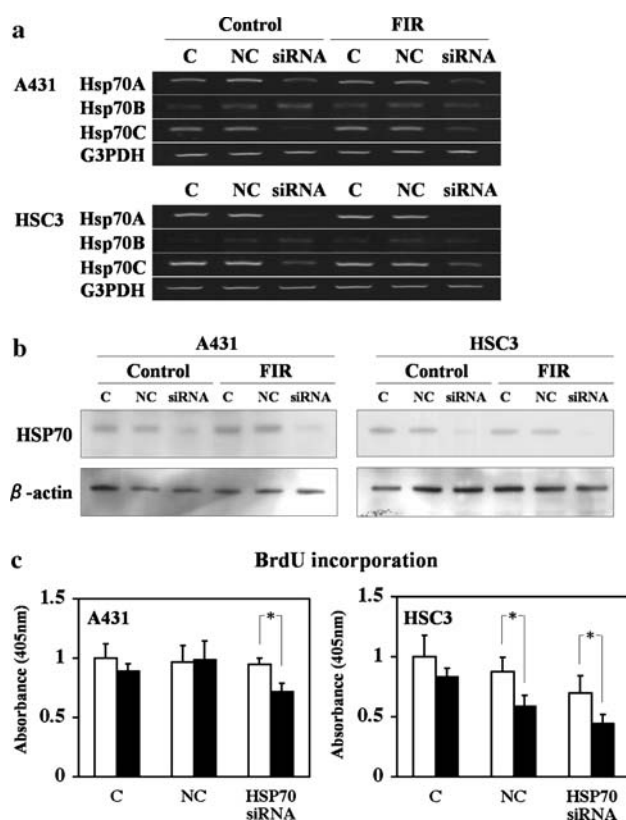 a
Control FIR
C NC siRNA C NC siRNA
A431
Hsp70A
Hsp70B
Hsp70C
G3PDH
C NC siRNA C NC siRNA
HSC3
Hsp70A
Hsp70B
Hsp70C
G3PDH
b
A431 HSC3
Control FIR Control FIR
C NC siRNA C NC siRNA C NC siRNA C NC siRNA
HSP70
β-actin
c
BrdU incorporation
Absorbance (405nm)
1.5
1
0.5
0
A431
*
C NC HSP70
siRNA
Absorbance (405nm)
1.5
1
0.5
0
HSC3
* *
C NC HSP70
siRNA